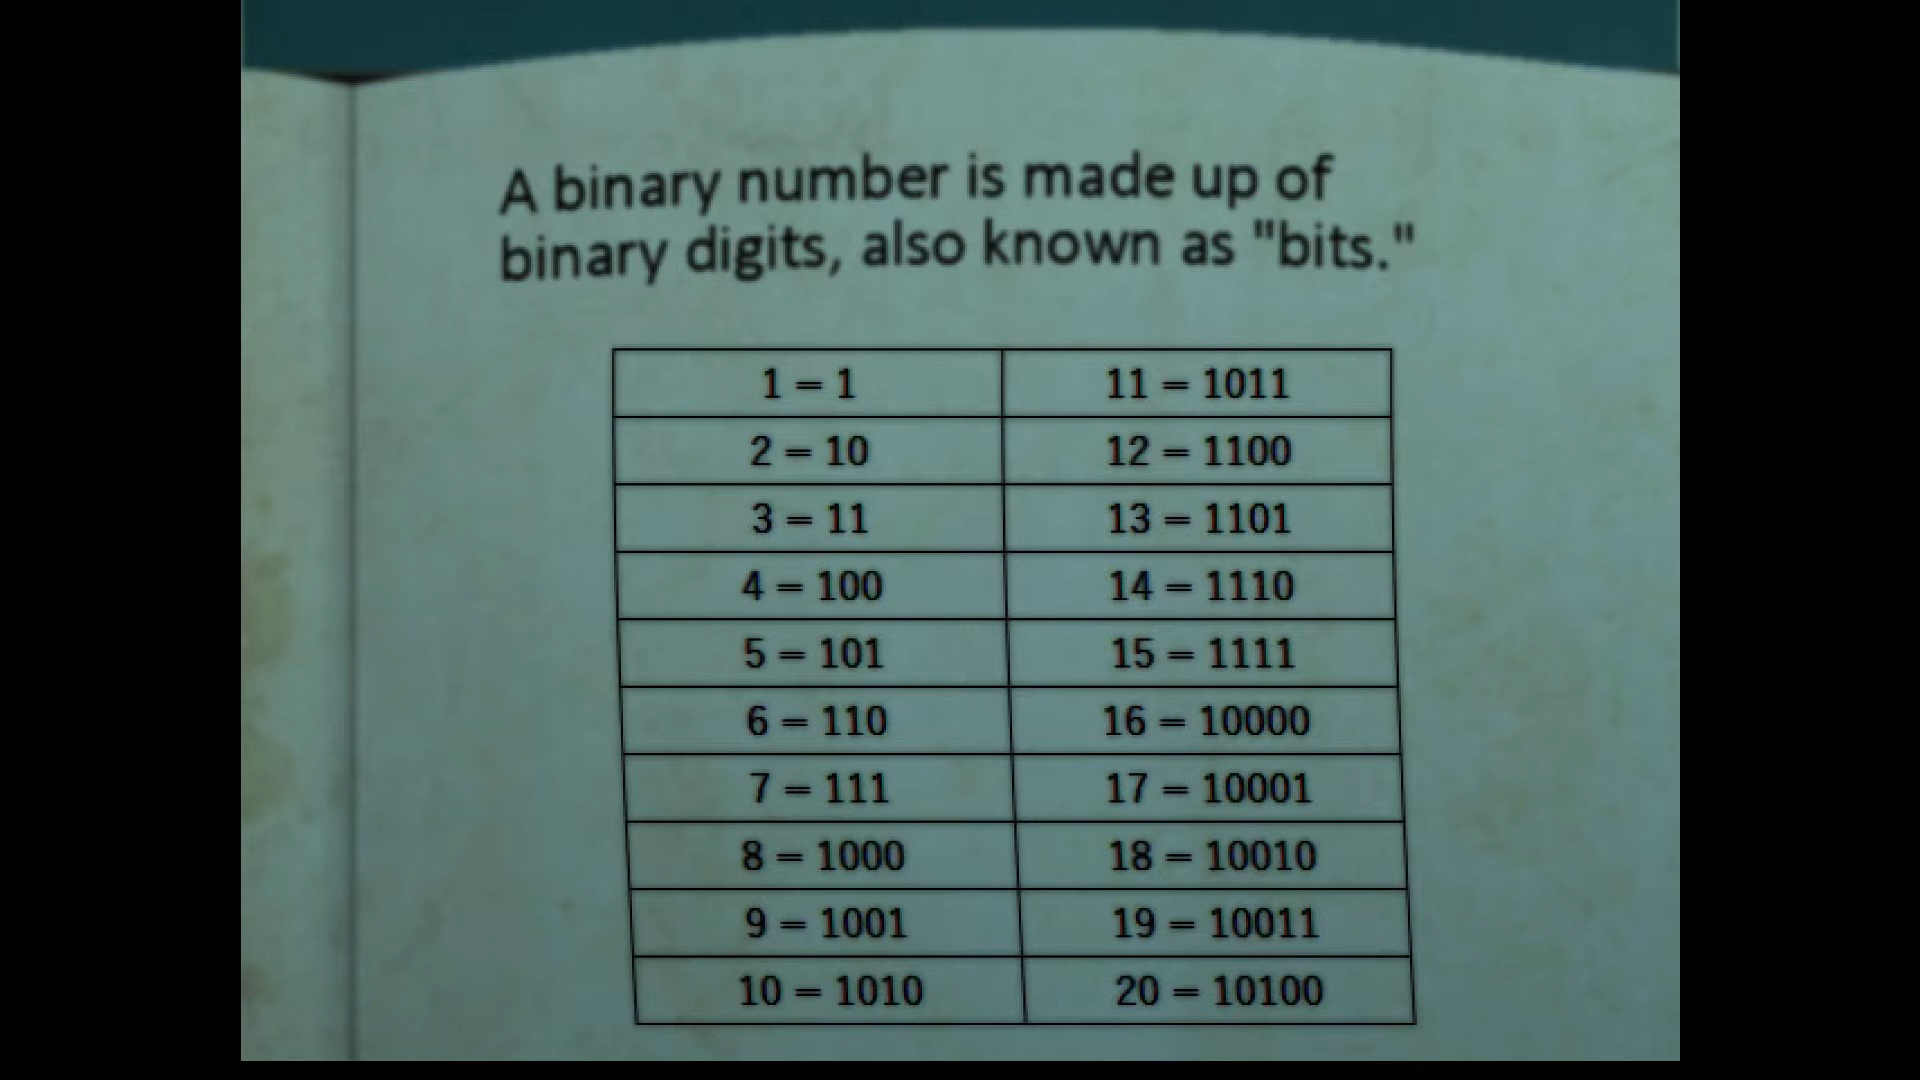 A binary number is made up of
binary digits, also known as "bits."
1 = 1 11 = 1011
2 = 10 12 = 1100
3 = 11 13 = 1101
4 = 100 14 = 1110
5 = 101 15 = 1111
6 = 110 16 = 10000
7 = 111 17 = 10001
8 = 1000 18 = 10010
9 = 1001 19 = 10011
10 = 1010 20 = 10100